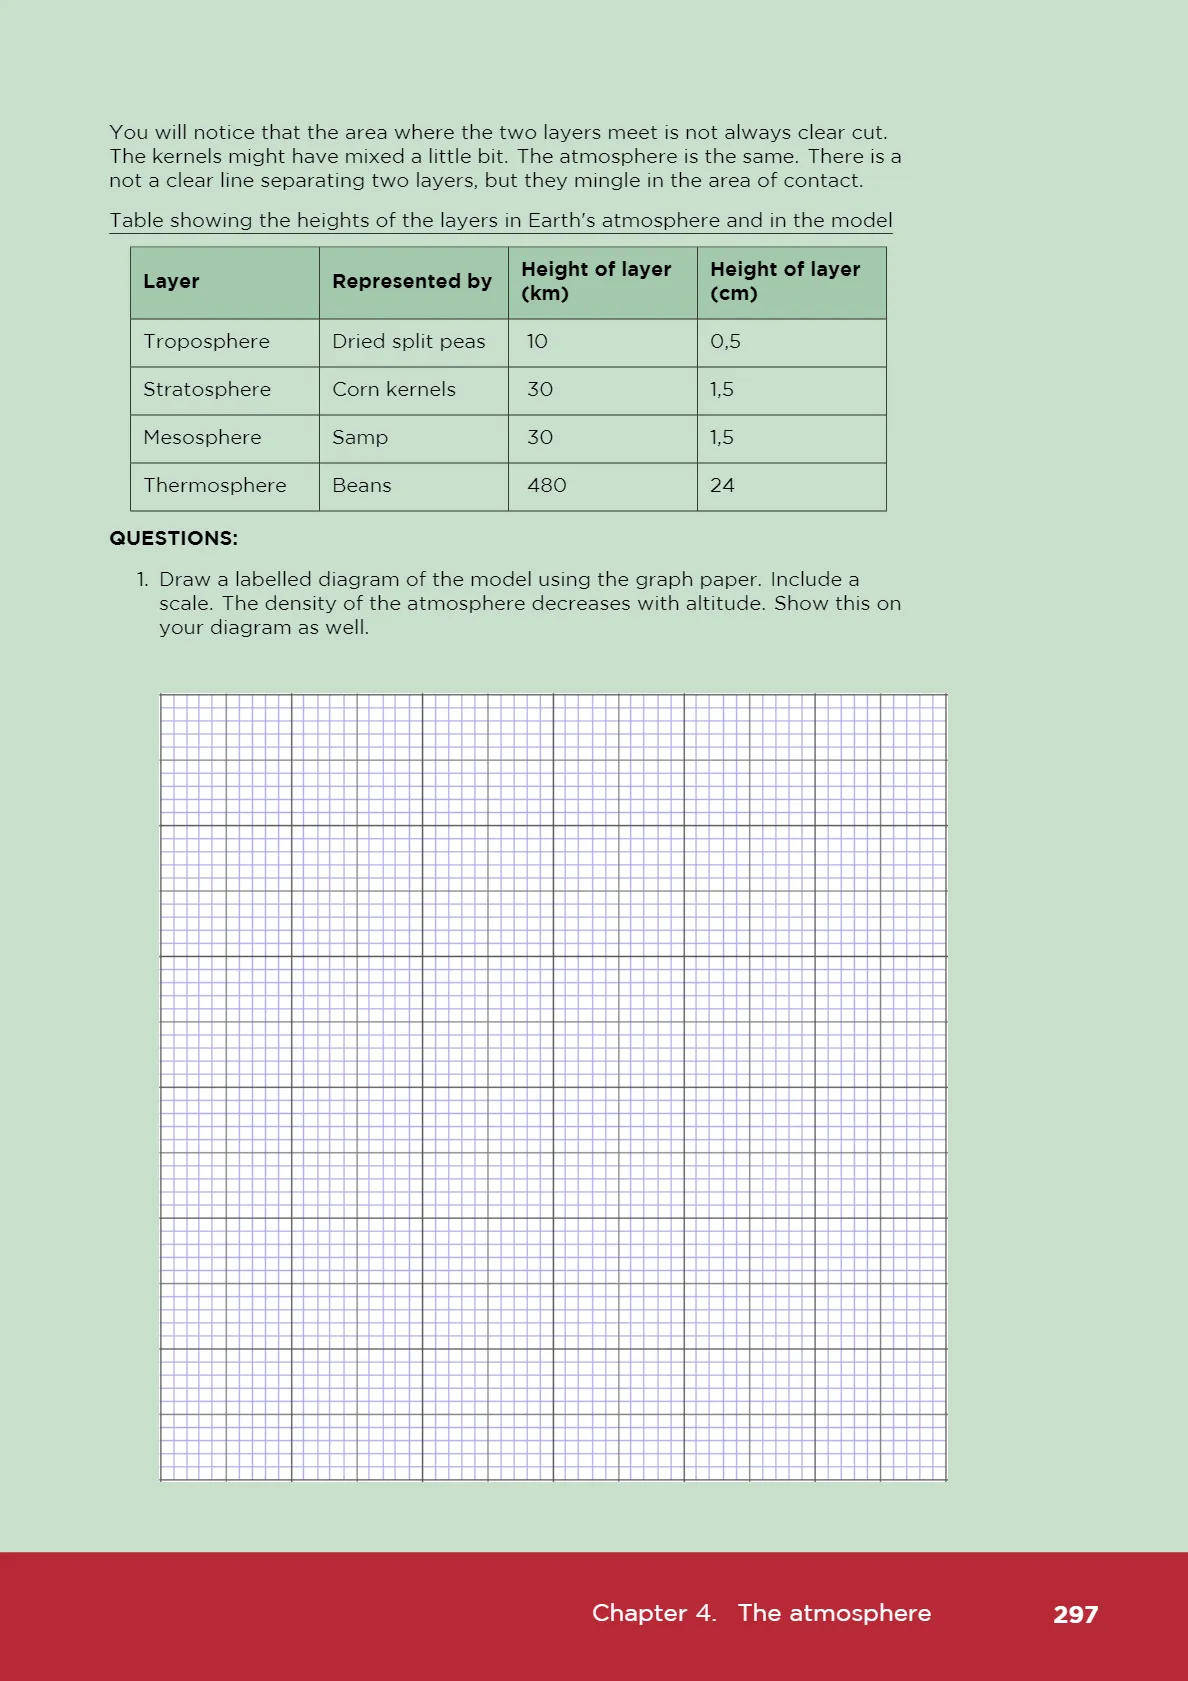 You will notice that the area where the two layers meet is not always clear cut.
The kernels might have mixed a little bit. The atmosphere is the same. There is a
not a clear line separating two layers, but they mingle in the area of contact.
Table showing the heights of the layers in Earth's atmosphere and in the model
Layer Represented by Height of layer (km) Height of layer (cm)
Troposphere Dried split peas 10 0,5
Stratosphere Corn kernels 30 1,5
Mesosphere Samp 30 1,5
Thermosphere Beans 480 24
QUESTIONS:
1. Draw a labelled diagram of the model using the graph paper. Include a
scale. The density of the atmosphere decreases with altitude. Show this on
your diagram as well.
Chapter 4. The atmosphere 297